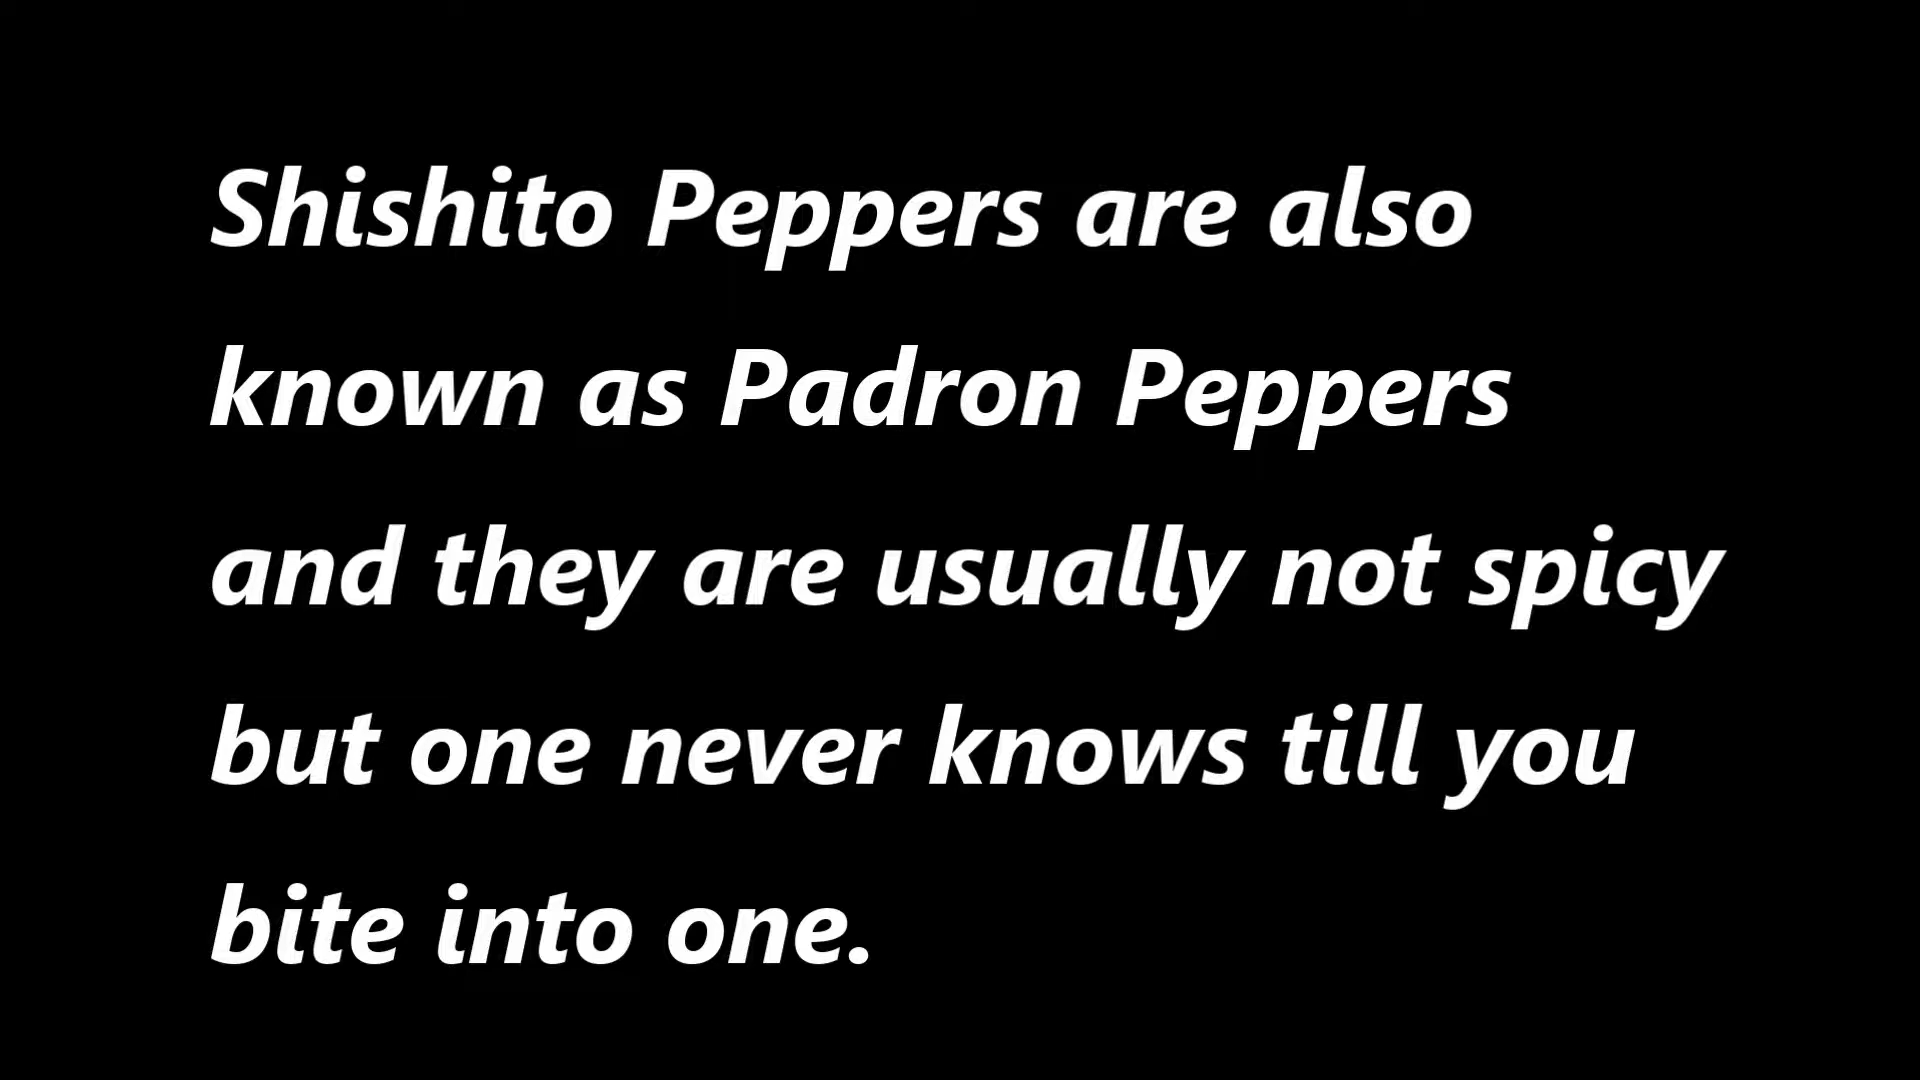 Shishito Peppers are also
known as Padron Peppers
and they are usually not spicy
but one never knows till you
bite into one.